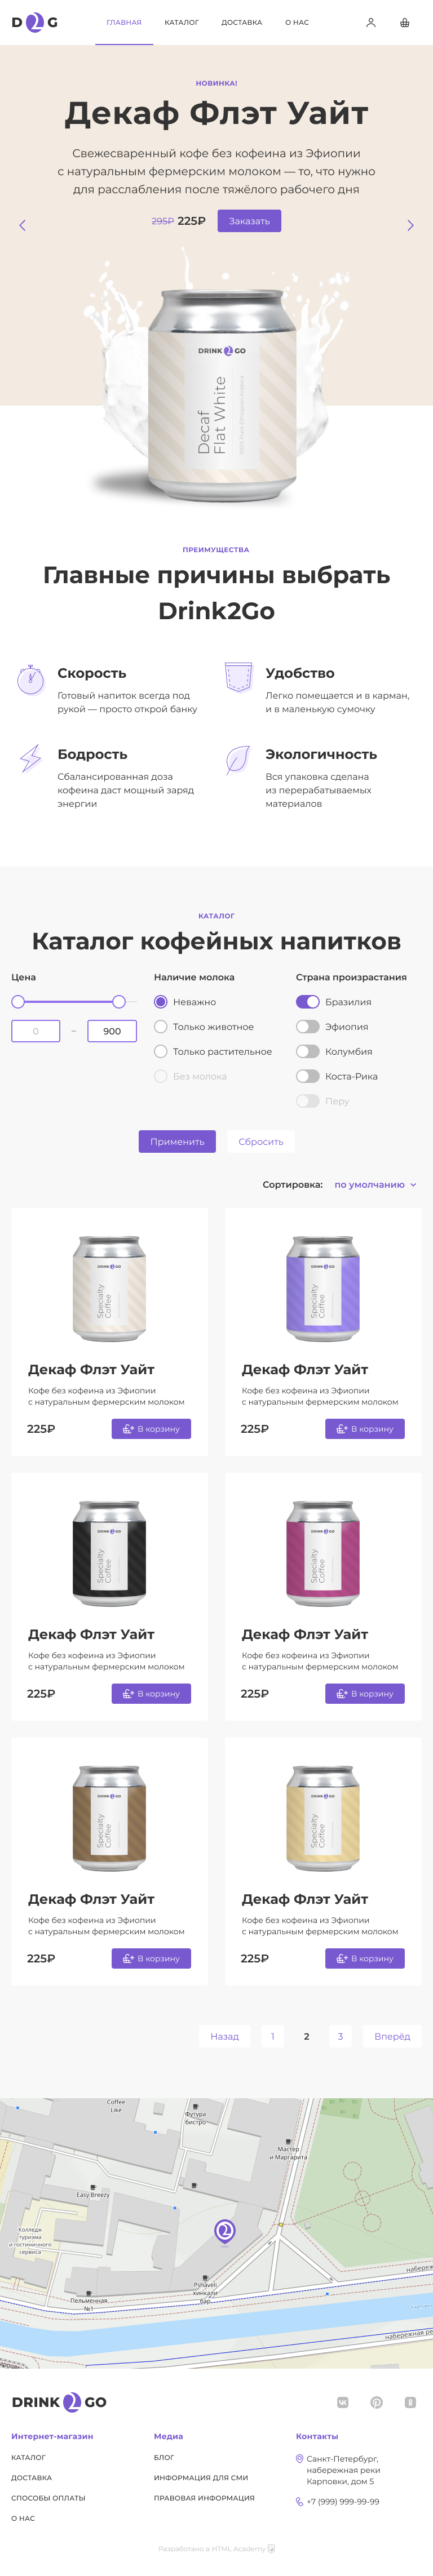 D2G
ГЛАВНАЯ КАТАЛОГ ДОСТАВКА О НАС
НОВИНКА!
Декаф Флэт Уайт
Свежесваренный кофе без кофеина из Эфиопии
с натуральным фермерским молоком — то, что нужно
для расслабления после тяжёлого рабочего дня
295₽ 225₽ Заказать
DRINK2GO
Decaf
Flat White
ПРЕИМУЩЕСТВА
Главные причины выбрать
Drink2Go
Скорость
Готовый напиток всегда под
рукой — просто открой банку
Удобство
Легко помещается и в карман,
и в маленькую сумочку
Бодрость
Сбалансированная доза
кофеина даст мощный заряд
энергии
Экологичность
Вся упаковка сделана
из перерабатываемых
материалов
КАТАЛОГ
Каталог кофейных напитков
Цена
0 – 900
Наличие молока
Неважно
Только животное
Только растительное
Без молока
Страна произрастания
Бразилия
Эфиопия
Колумбия
Коста-Рика
Перу
Применить Сбросить
Сортировка: по умолчанию
DRINK2GO
Specialty
Coffee
Декаф Флэт Уайт
Кофе без кофеина из Эфиопии
с натуральным фермерским молоком
225₽ В корзину
DRINK2GO
Specialty
Coffee
Декаф Флэт Уайт
Кофе без кофеина из Эфиопии
с натуральным фермерским молоком
225₽ В корзину
DRINK2GO
Specialty
Coffee
Декаф Флэт Уайт
Кофе без кофеина из Эфиопии
с натуральным фермерским молоком
225₽ В корзину
DRINK2GO
Specialty
Coffee
Декаф Флэт Уайт
Кофе без кофеина из Эфиопии
с натуральным фермерским молоком
225₽ В корзину
DRINK2GO
Specialty
Coffee
Декаф Флэт Уайт
Кофе без кофеина из Эфиопии
с натуральным фермерским молоком
225₽ В корзину
DRINK2GO
Specialty
Coffee
Декаф Флэт Уайт
Кофе без кофеина из Эфиопии
с натуральным фермерским молоком
225₽ В корзину
Назад 1 2 3 Вперёд
Coffee
Like
Футура
бистро
Мастер
и Маргарита
Easy Breezy
Колледж
туризма
и гостиничного
сервиса
Pshaveli
хинкали
бар
Пельменная
№1
2
DRINK2GO
Интернет-магазин
КАТАЛОГ
ДОСТАВКА
СПОСОБЫ ОПЛАТЫ
О НАС
Медиа
БЛОГ
ИНФОРМАЦИЯ ДЛЯ СМИ
ПРАВОВАЯ ИНФОРМАЦИЯ
Контакты
Санкт-Петербург,
набережная реки
Карповки, дом 5
+7 (999) 999-99-99
Разработано в HTML Academy